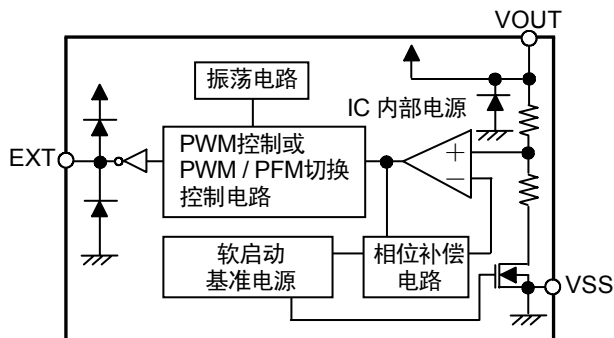 VOUT
振荡电路
IC 内部电源
EXT
PWM控制或
PWM / PFM切换
控制电路
+
−
软启动
基准电源
相位补偿
电路
VSS